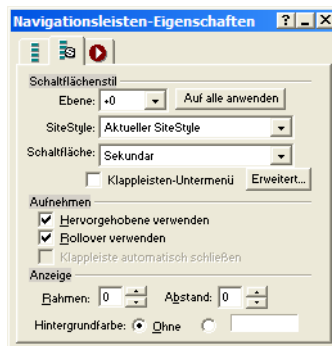 Navigationsleisten-Eigenschaften
Schaltflächenstil
Ebene: +0 Auf alle anwenden
SiteStyle: Aktueller SiteStyle
Schaltfläche: Sekundar
Klappleisten-Untermenü Erweitert...
Aufnehmen
Hervorgehobene verwenden
Rollover verwenden
Klappleiste automatisch schließen
Anzeige
Rahmen: 0 Abstand: 0
Hintergrundfarbe: Ohne